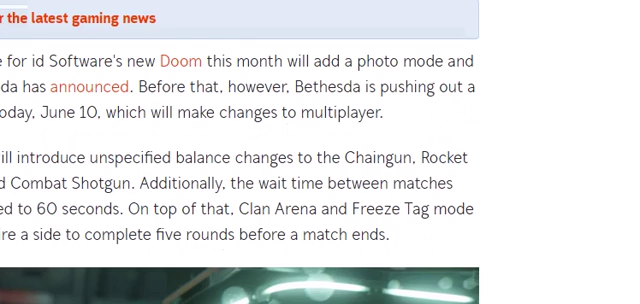 the latest gaming news
e for id Software's new Doom this month will add a photo mode and
da has announced. Before that, however, Bethesda is pushing out a
oday, June 10, which will make changes to multiplayer.
ill introduce unspecified balance changes to the Chaingun, Rocket
d Combat Shotgun. Additionally, the wait time between matches
ed to 60 seconds. On top of that, Clan Arena and Freeze Tag mode
re a side to complete five rounds before a match ends.